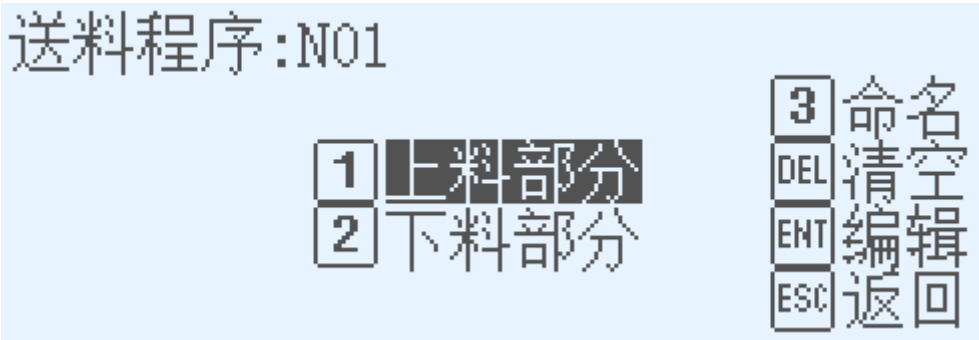 送料程序:N01
3 命名
1 上料部分
DEL 清空
2 下料部分
ENT 编辑
ESC 返回